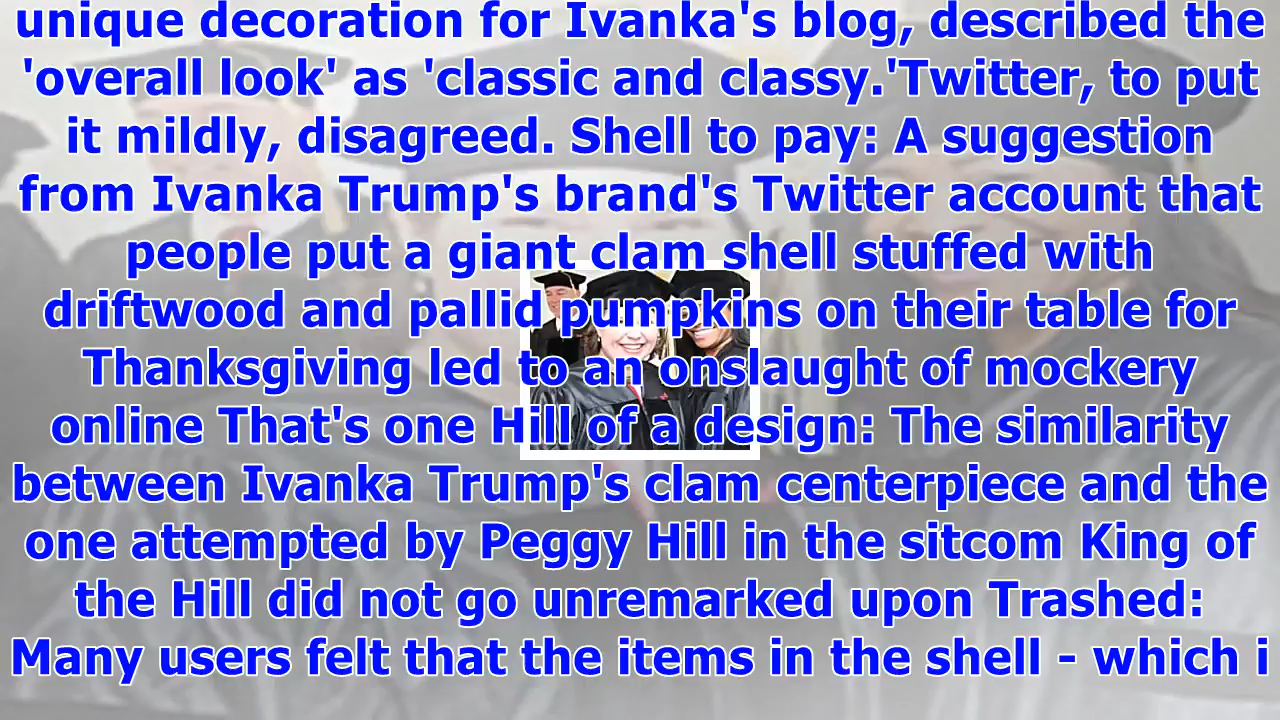 unique decoration for Ivanka's blog, described the
'overall look' as 'classic and classy.'Twitter, to put
it mildly, disagreed. Shell to pay: A suggestion
from Ivanka Trump's brand's Twitter account that
people put a giant clam shell stuffed with
driftwood and pallid pumpkins on their table for
Thanksgiving led to an onslaught of mockery
online That's one Hill of a design: The similarity
between Ivanka Trump's clam centerpiece and the
one attempted by Peggy Hill in the sitcom King of
the Hill did not go unremarked upon Trashed:
Many users felt that the items in the shell - which i